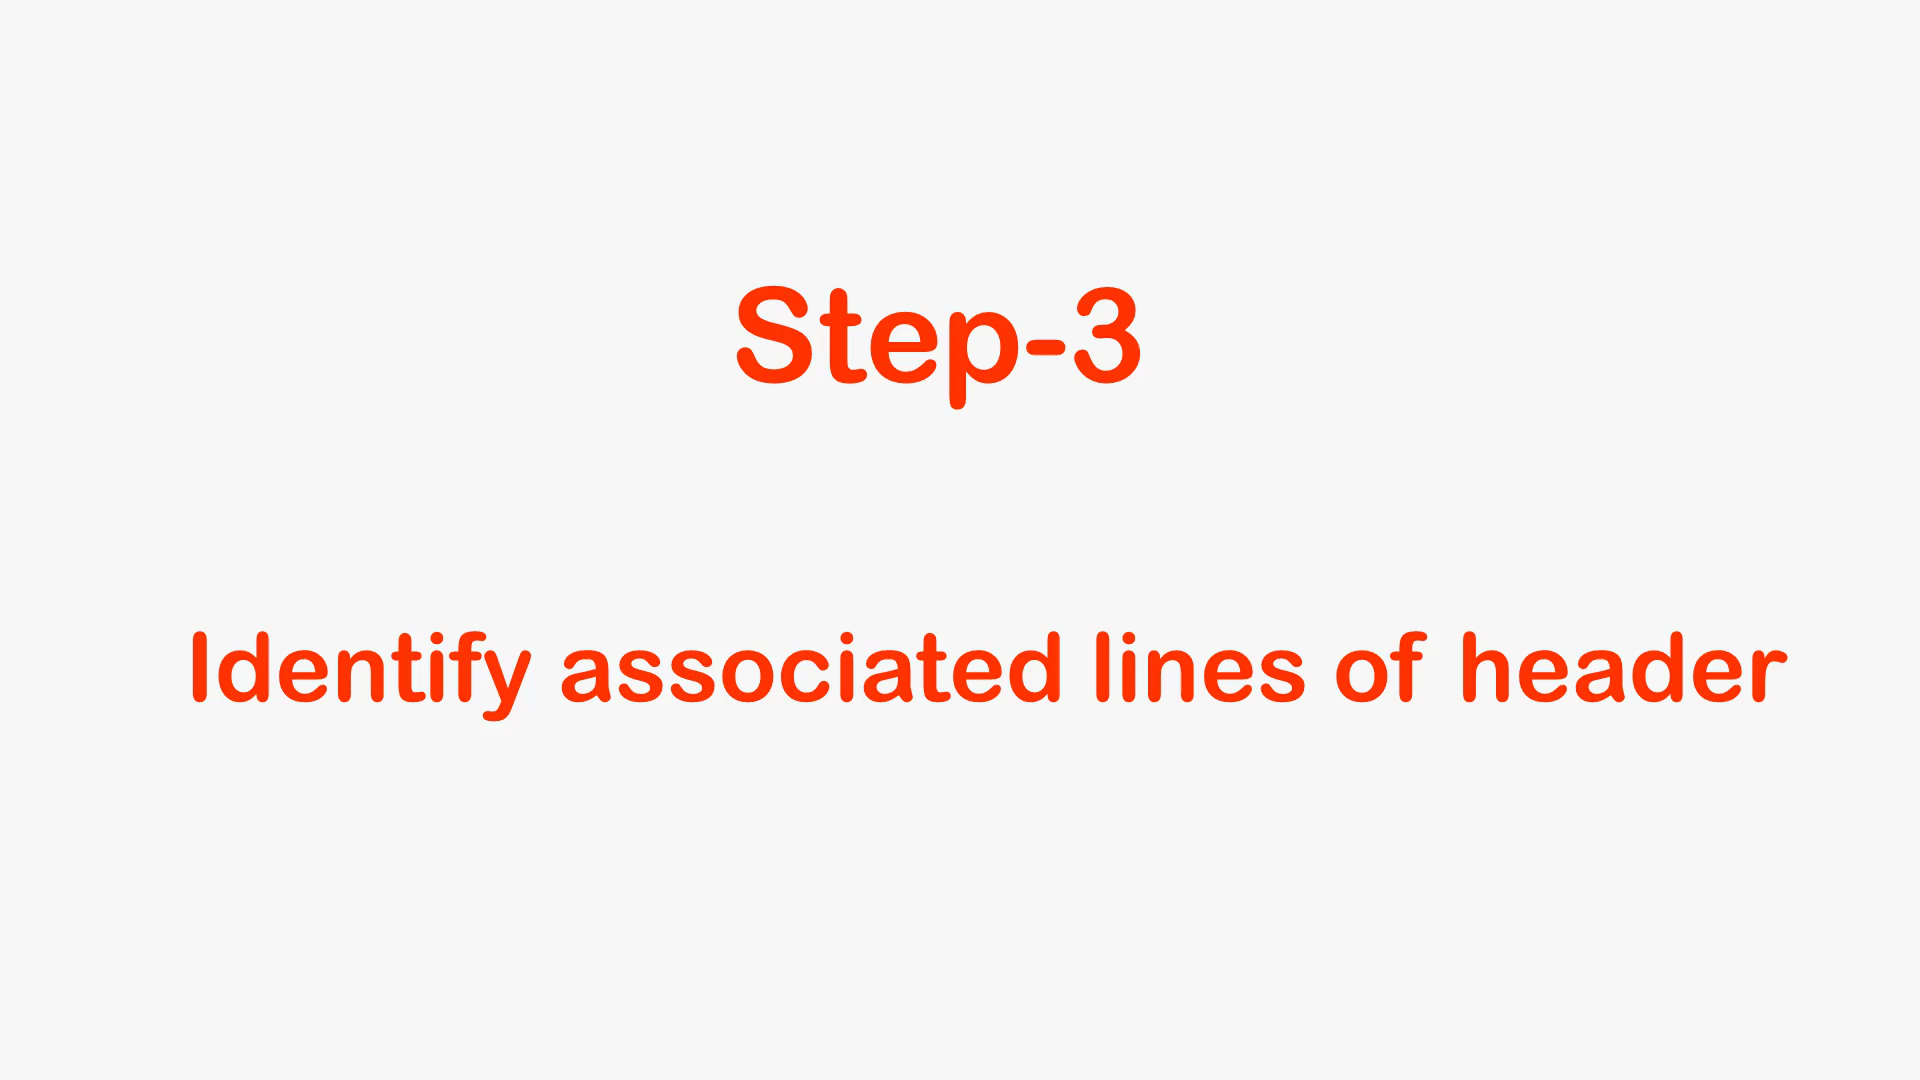 Step-3
Identify associated lines of header